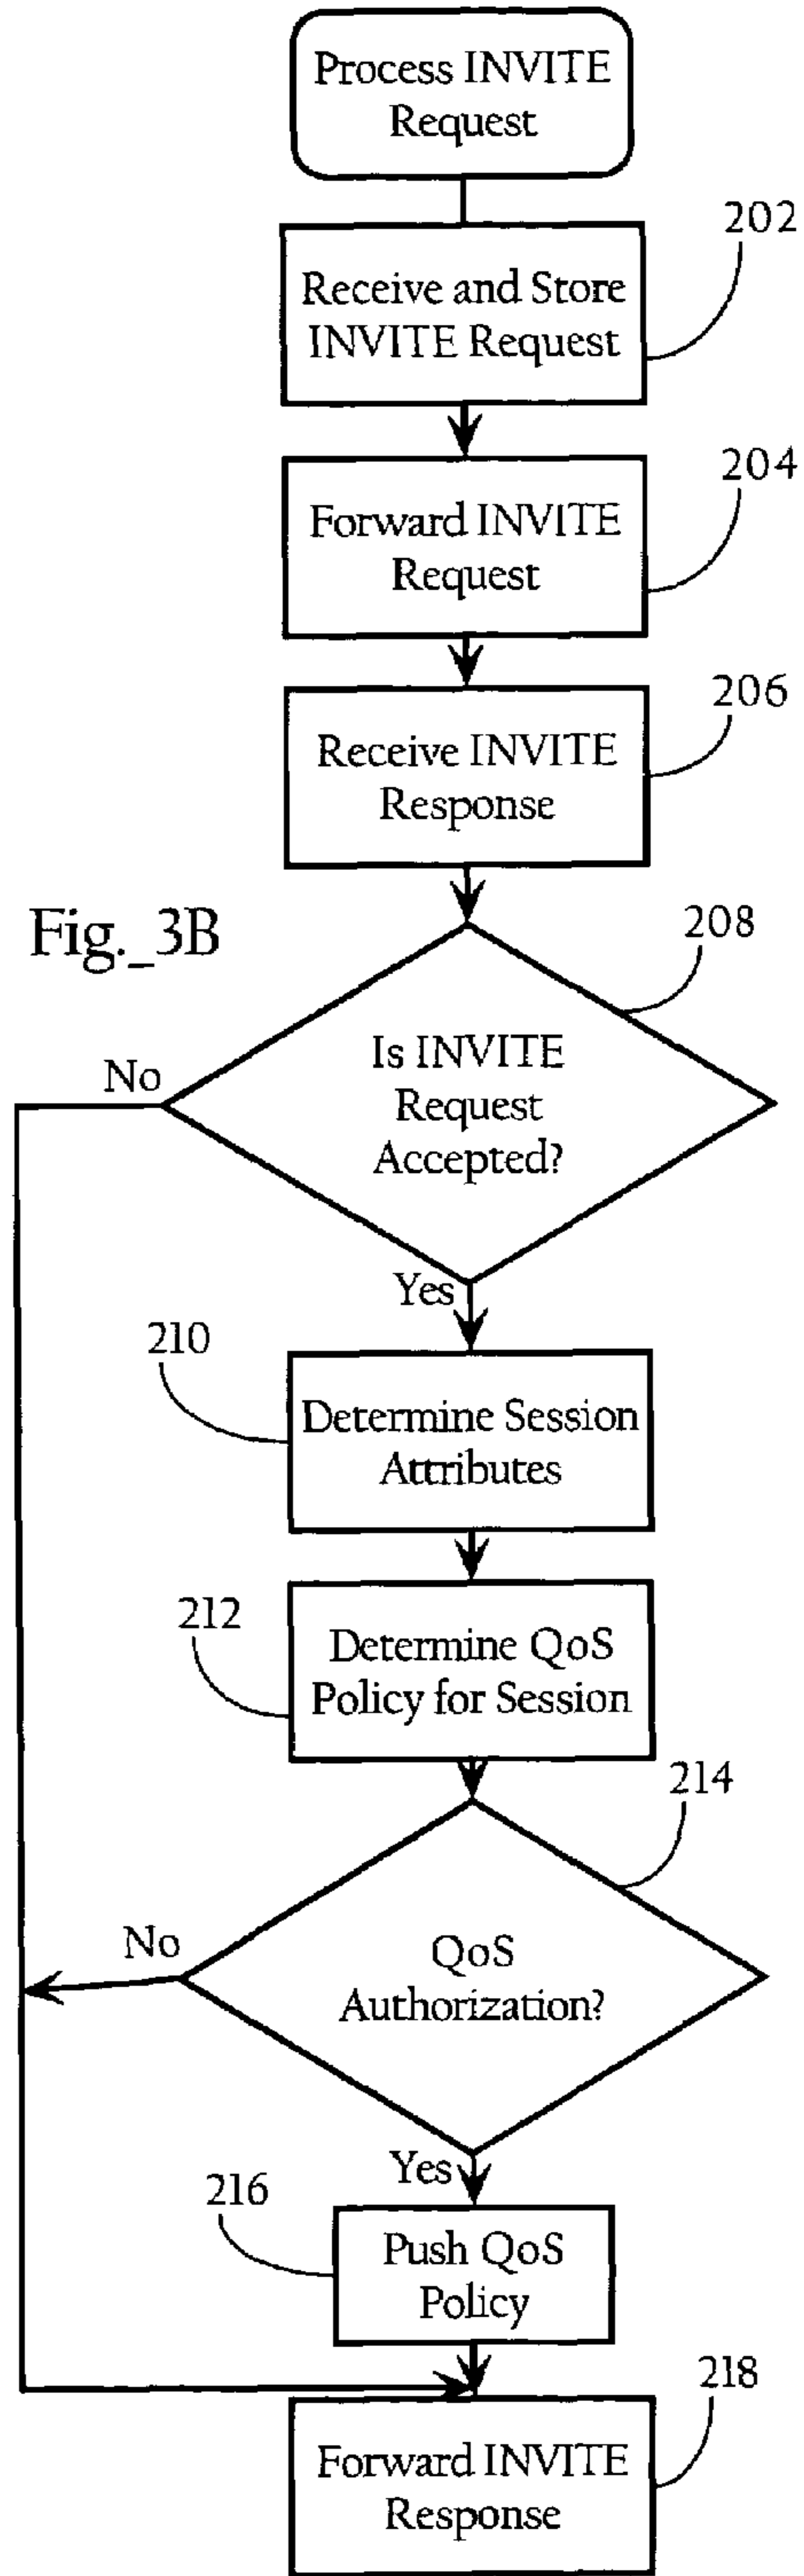 Process INVITE
Request
202
Receive and Store
INVITE Request
204
Forward INVITE
Request
206
Receive INVITE
Response
Fig._3B
208
Is INVITE
Request
Accepted?
No
Yes
210
Determine Session
Attributes
212
Determine QoS
Policy for Session
214
No
QoS
Authorization?
Yes
216
Push QoS
Policy
218
Forward INVITE
Response